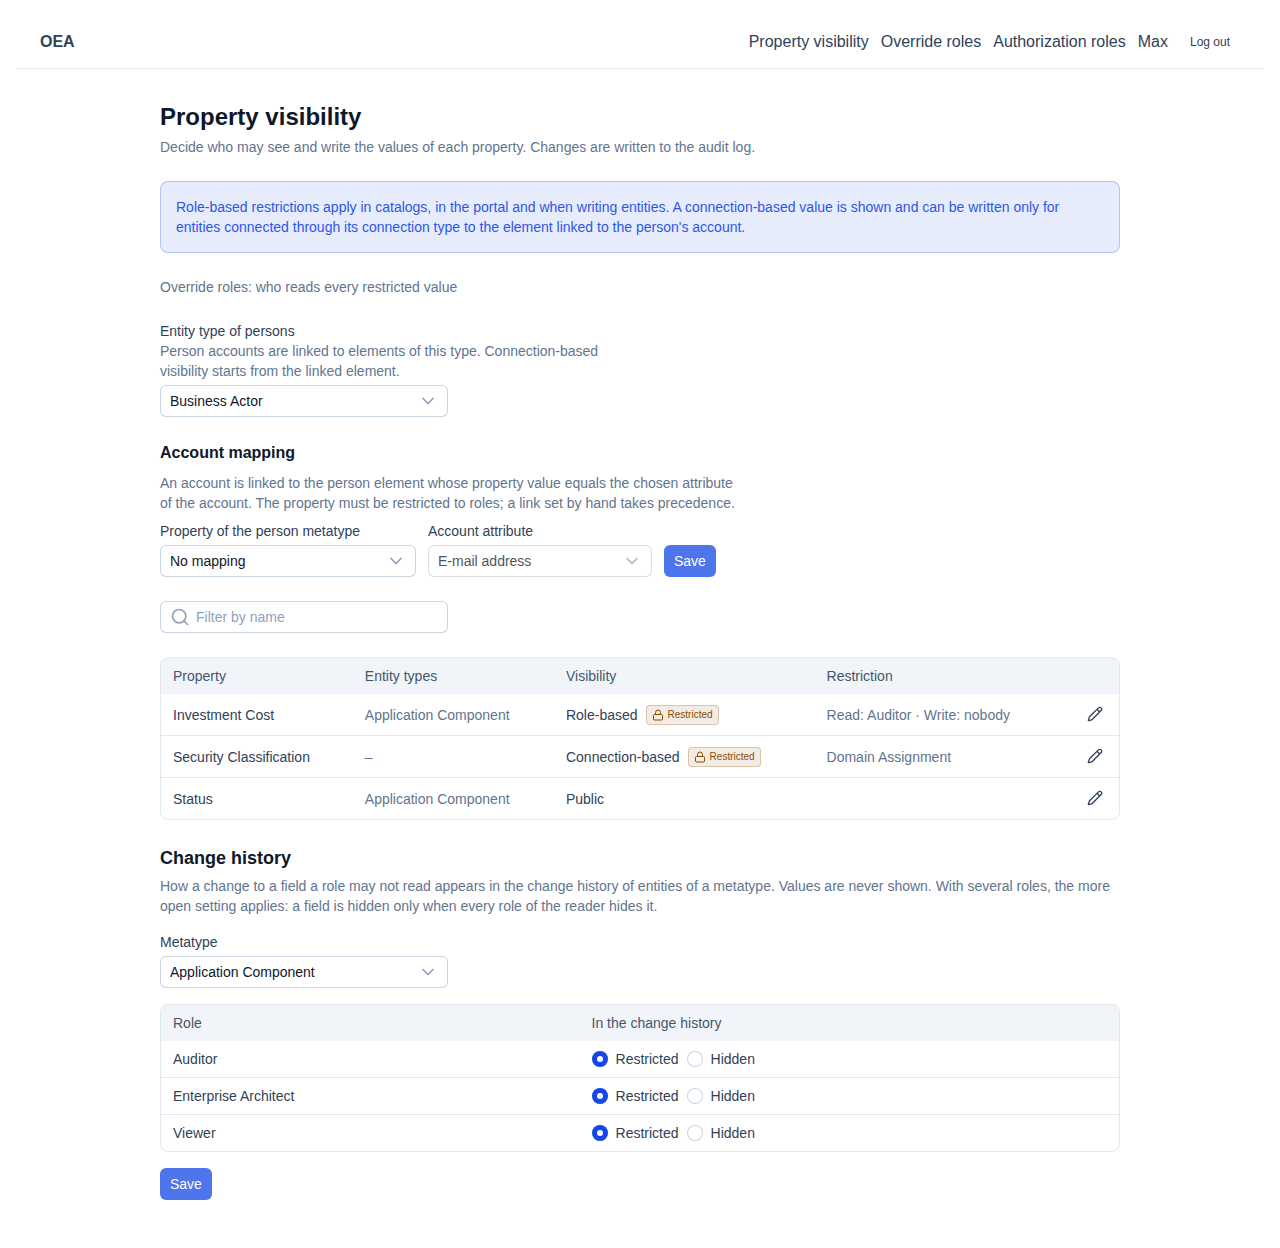 OEA
Property visibility Override roles Authorization roles Max Log out
Property visibility
Decide who may see and write the values of each property. Changes are written to the audit log.
Role-based restrictions apply in catalogs, in the portal and when writing entities. A connection-based value is shown and can be written only for
entities connected through its connection type to the element linked to the person's account.
Override roles: who reads every restricted value
Entity type of persons
Person accounts are linked to elements of this type. Connection-based
visibility starts from the linked element.
Business Actor
Account mapping
An account is linked to the person element whose property value equals the chosen attribute
of the account. The property must be restricted to roles; a link set by hand takes precedence.
Property of the person metatype Account attribute
No mapping E-mail address Save
Filter by name
Property Entity types Visibility Restriction
Investment Cost Application Component Role-based Restricted Read: Auditor · Write: nobody
Security Classification – Connection-based Restricted Domain Assignment
Status Application Component Public
Change history
How a change to a field a role may not read appears in the change history of entities of a metatype. Values are never shown. With several roles, the more
open setting applies: a field is hidden only when every role of the reader hides it.
Metatype
Application Component
Role In the change history
Auditor Restricted Hidden
Enterprise Architect Restricted Hidden
Viewer Restricted Hidden
Save